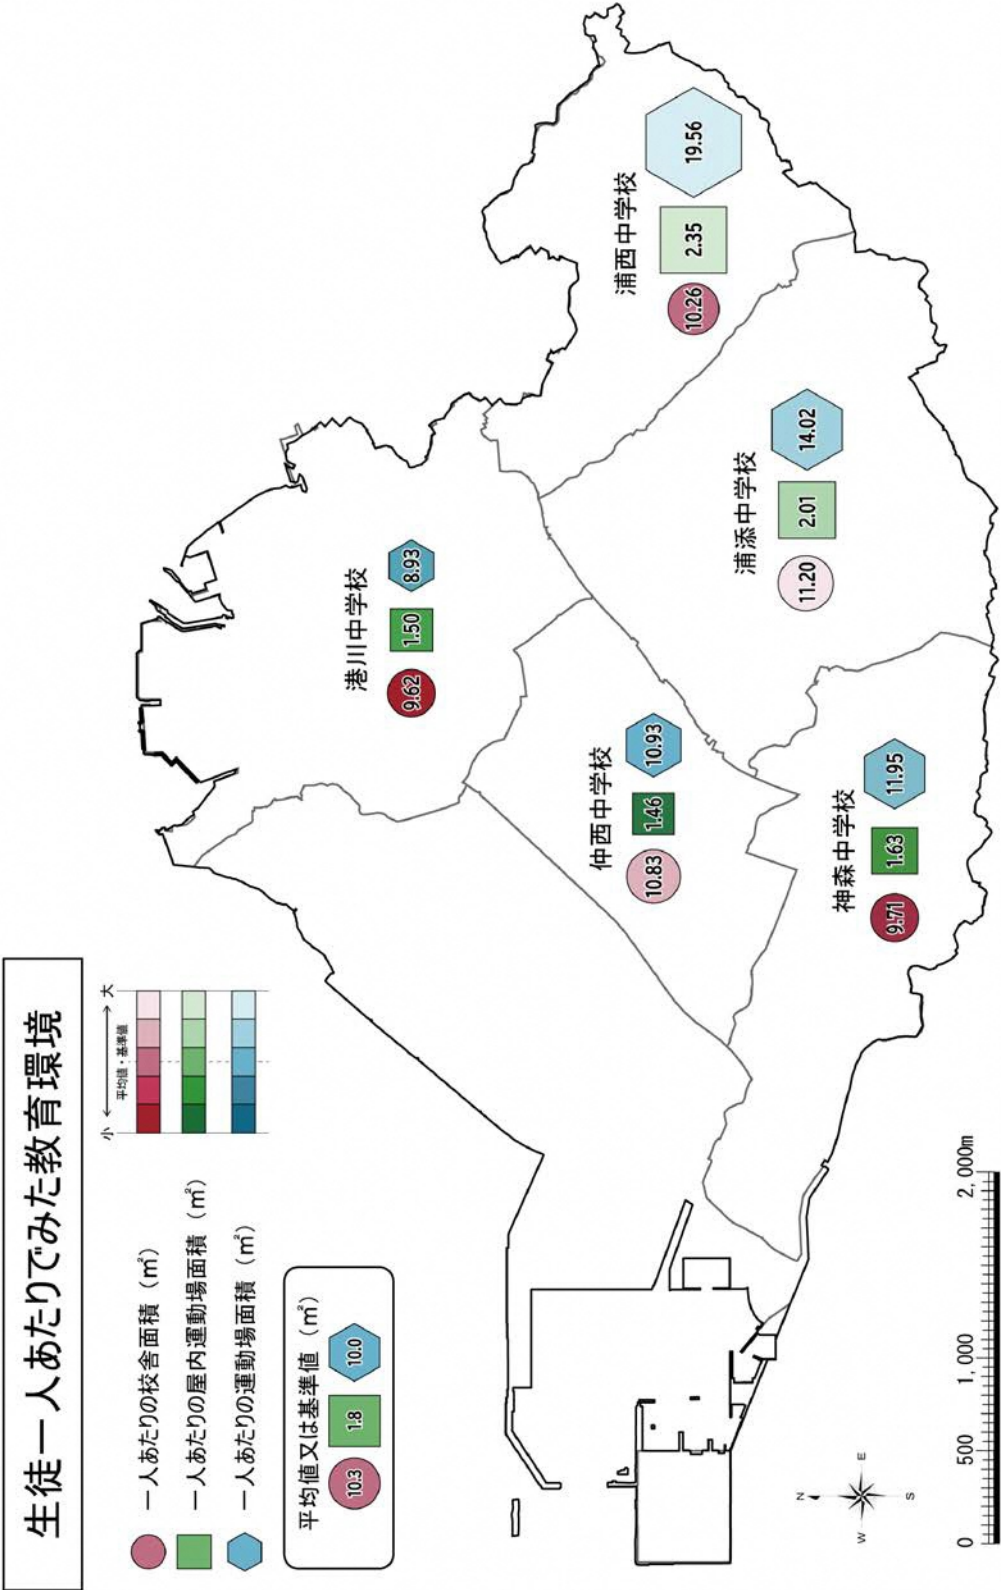 生徒一人あたりでみた教育環境
一人あたりの校舎面積（㎡）
一人あたりの屋内運動場面積（㎡）
一人あたりの運動場面積（㎡）
小 大
平均値・基準値
平均値又は基準値（㎡）
10.3 1.8 10.0
港川中学校
9.62 1.50 8.93
浦西中学校
10.26 2.35 19.56
仲西中学校
10.83 1.46 10.93
浦添中学校
11.20 2.01 14.02
神森中学校
9.71 1.63 11.95
N
W E
S
0 500 1,000 2,000m